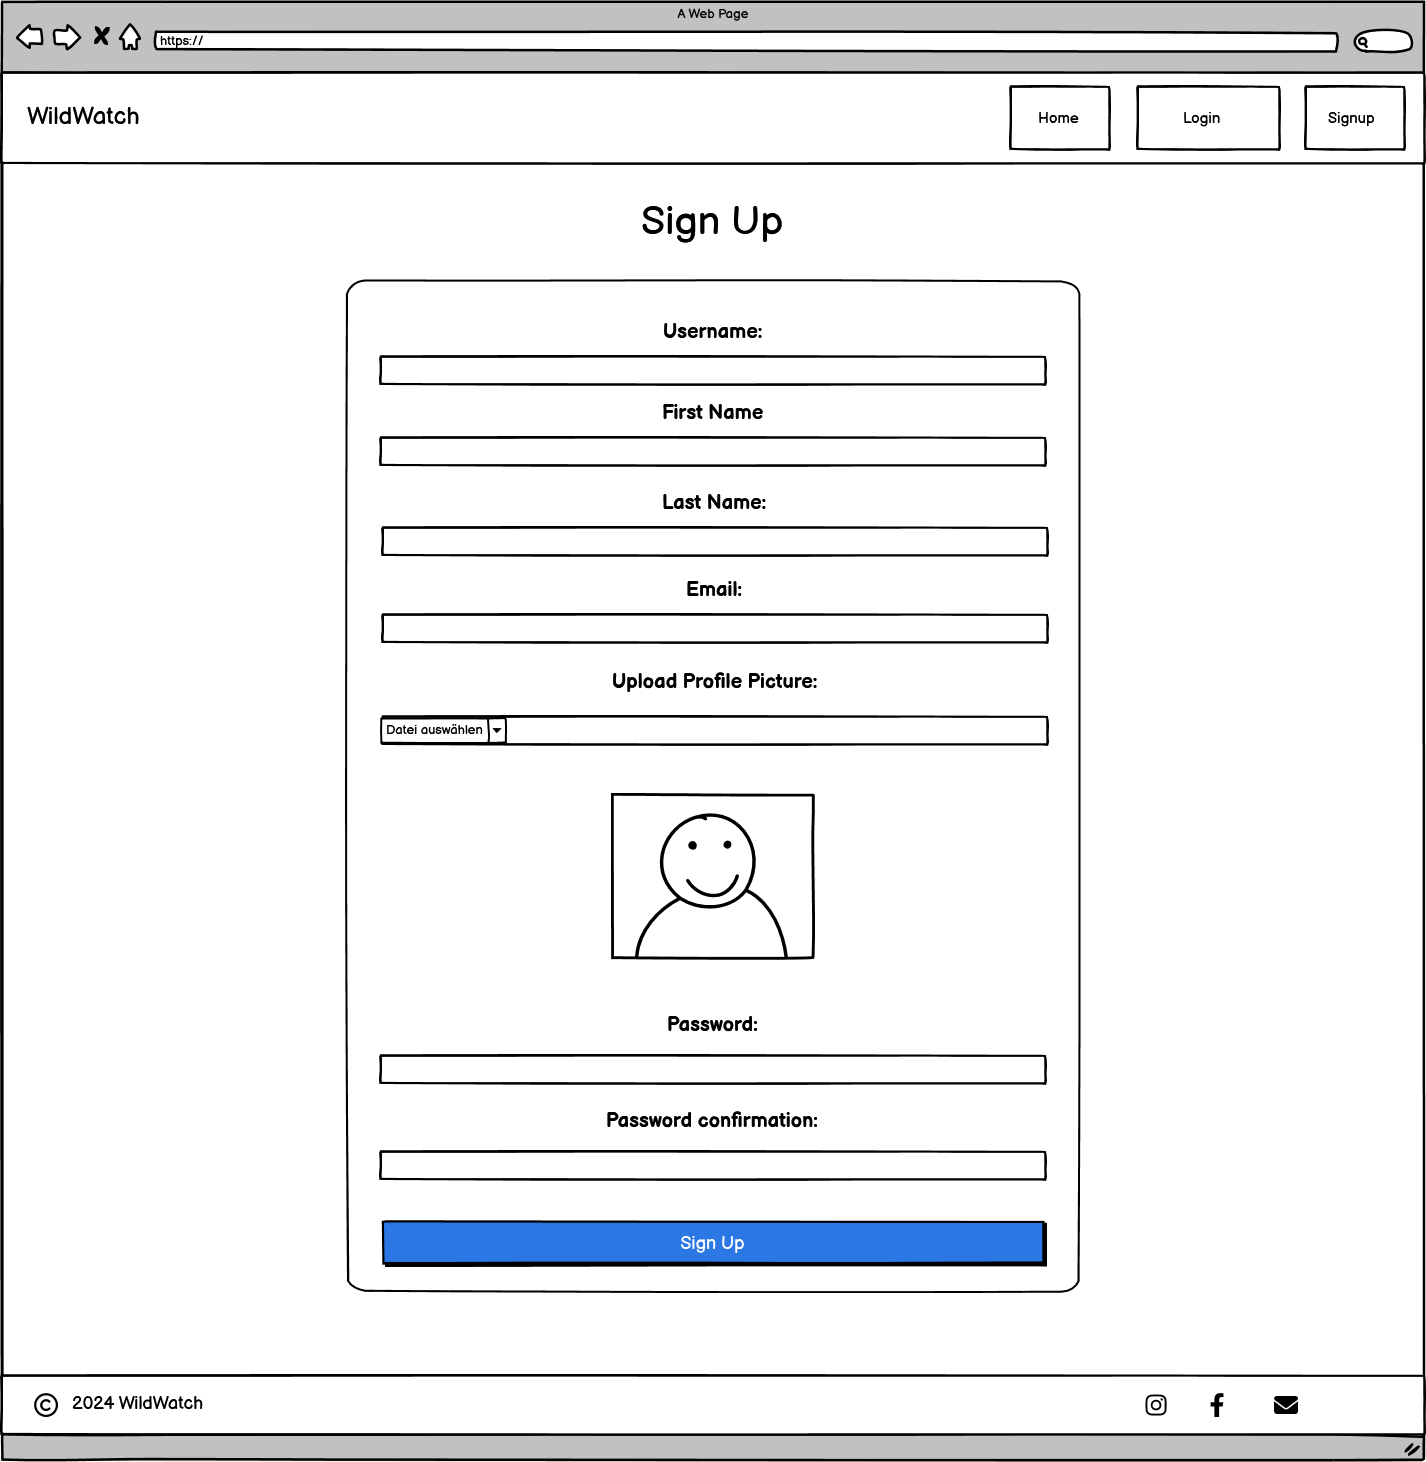 A Web Page
https://
WildWatch
Home
Login
Signup
Sign Up
Username:
First Name
Last Name:
Email:
Upload Profile Picture:
Datei auswählen
Password:
Password confirmation:
Sign Up
© 2024 WildWatch